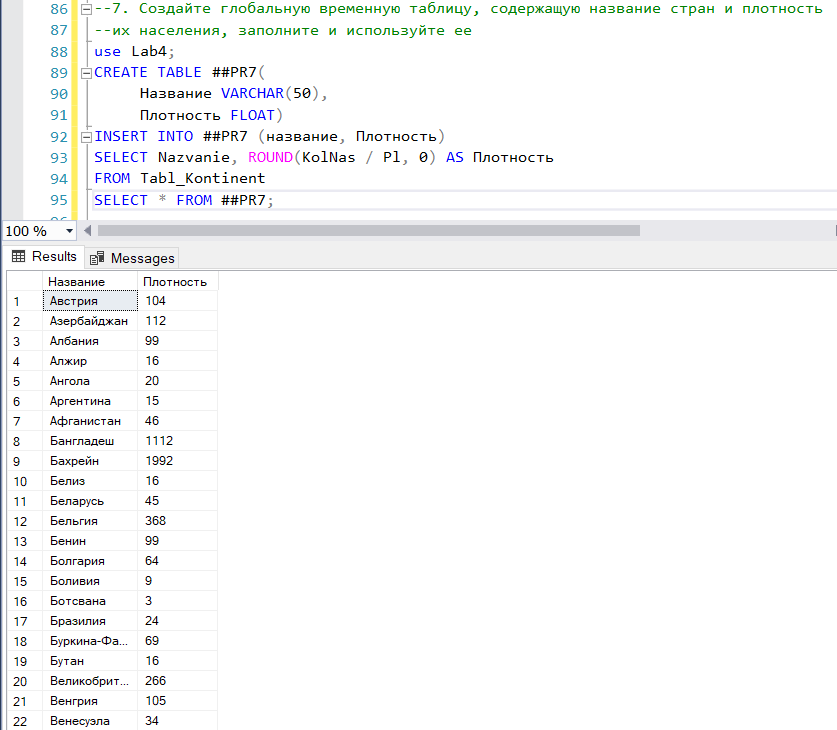 86 --7. Создайте глобальную временную таблицу, содержащую название стран и плотность
87 --их населения, заполните и используйте ее
88 use Lab4;
89 CREATE TABLE ##PR7(
90 Название VARCHAR(50),
91 Плотность FLOAT)
92 INSERT INTO ##PR7 (название, Плотность)
93 SELECT Nazvanie, ROUND(KolNas / Pl, 0) AS Плотность
94 FROM Tabl_Kontinent
95 SELECT * FROM ##PR7;
100 %
Results Messages
Название Плотность
1 Австрия 104
2 Азербайджан 112
3 Албания 99
4 Алжир 16
5 Ангола 20
6 Аргентина 15
7 Афганистан 46
8 Бангладеш 1112
9 Бахрейн 1992
10 Белиз 16
11 Беларусь 45
12 Бельгия 368
13 Бенин 99
14 Болгария 64
15 Боливия 9
16 Ботсвана 3
17 Бразилия 24
18 Буркина-Фа... 69
19 Бутан 16
20 Великобрит... 266
21 Венгрия 105
22 Венесуэла 34